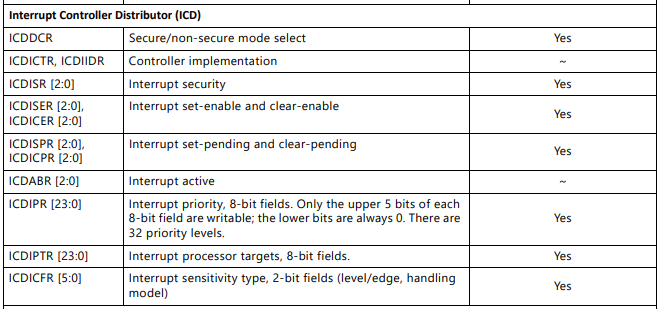 Interrupt Controller Distributor (ICD)
ICDDCR Secure/non-secure mode select Yes
ICDICTR, ICDIIDR Controller implementation ~
ICDISR [2:0] Interrupt security Yes
ICDISER [2:0], Interrupt set-enable and clear-enable Yes
ICDICER [2:0]
ICDISPR [2:0], Interrupt set-pending and clear-pending Yes
ICDICPR [2:0]
ICDABR [2:0] Interrupt active ~
ICDIPR [23:0] Interrupt priority, 8-bit fields. Only the upper 5 bits of each
8-bit field are writable; the lower bits are always 0. There are Yes
32 priority levels.
ICDIPTR [23:0] Interrupt processor targets, 8-bit fields. Yes
ICDICFR [5:0] Interrupt sensitivity type, 2-bit fields (level/edge, handling Yes
model)